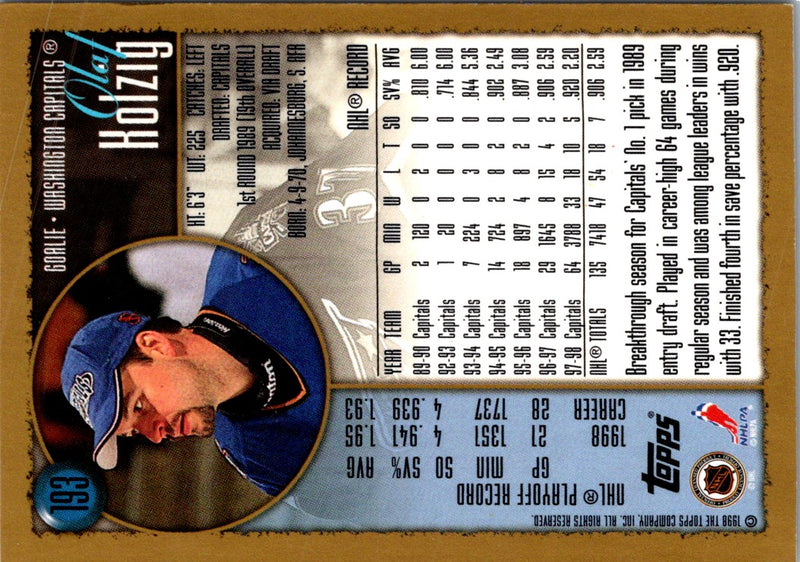 193
GOALIE • WASHINGTON CAPITALS®
Olaf
Kolzig
HT: 6'3" WT: 225 CATCHES: LEFT
DRAFTED: CAPITALS
1st ROUND 1989 (19th OVERALL)
ACQUIRED: VIA DRAFT
BORN: 4-9-70, JOHANNESBURG, S. AFR
37
NHL® RECORD
YEAR TEAM GP MIN W L T SO SV% AVG
89-90 Capitals 2 120 0 2 0 0 .810 6.00
92-93 Capitals 1 20 0 0 0 0 .714 6.00
93-94 Capitals 7 224 0 3 0 0 .844 5.36
94-95 Capitals 14 724 2 8 2 0 .902 2.49
95-96 Capitals 18 897 4 8 2 0 .887 3.08
96-97 Capitals 29 1645 8 15 4 2 .906 2.59
97-98 Capitals 64 3788 33 18 10 5 .920 2.20
NHL® TOTALS 135 7418 47 54 18 7 .906 2.59
Breakthrough season for Capitals' No. 1 pick in 1989
entry draft. Played in career-high 64 games during
regular season and was among league leaders in wins
with 33. Finished fourth in save percentage with .920.
NHL® PLAYOFF RECORD
GP MIN SO SV% AVG
1998 21 1351 4 .941 1.95
CAREER 28 1737 4 .939 1.93
TOPPS®
NHLPA
© 1998 THE TOPPS COMPANY, INC. ALL RIGHTS RESERVED.